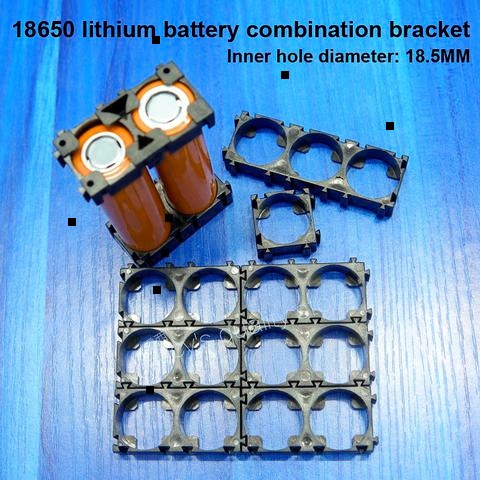 18650 lithium battery combination bracket
Inner hole diameter: 18.5MM